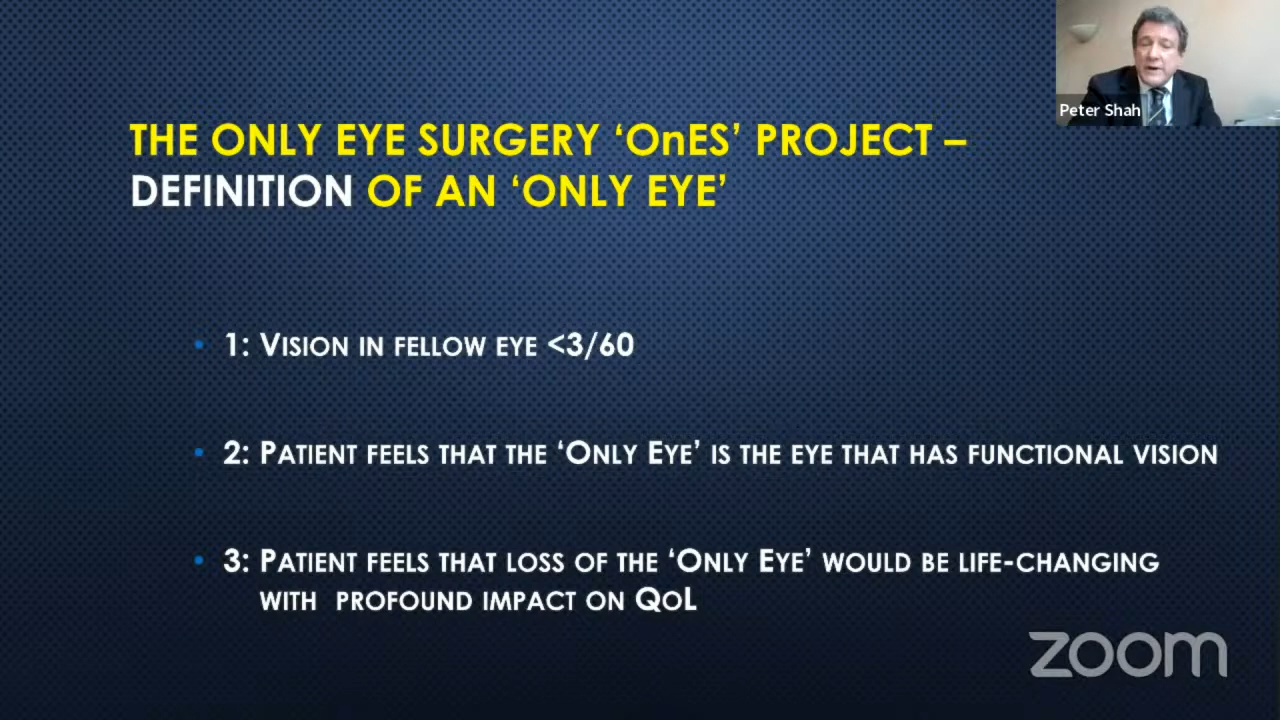 Peter Shah
THE ONLY EYE SURGERY ‘OnES’ PROJECT –
DEFINITION OF AN ‘ONLY EYE’
• 1: VISION IN FELLOW EYE <3/60
• 2: PATIENT FEELS THAT THE ‘ONLY EYE’ IS THE EYE THAT HAS FUNCTIONAL VISION
• 3: PATIENT FEELS THAT LOSS OF THE ‘ONLY EYE’ WOULD BE LIFE-CHANGING
WITH PROFOUND IMPACT ON QOL
zoom